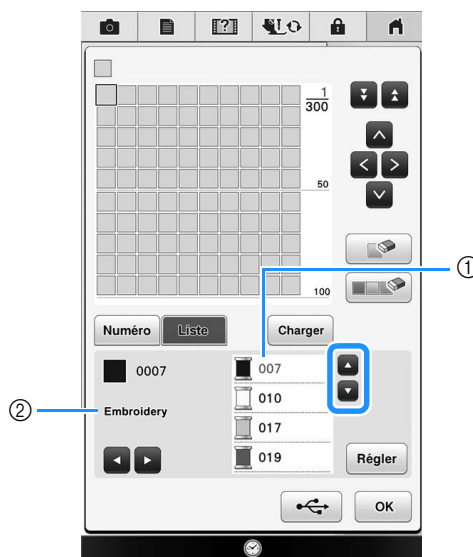 1
300
50
100
①
Numéro Liste Charger
0007
007
010
② Embroidery
017
019
Régler
OK